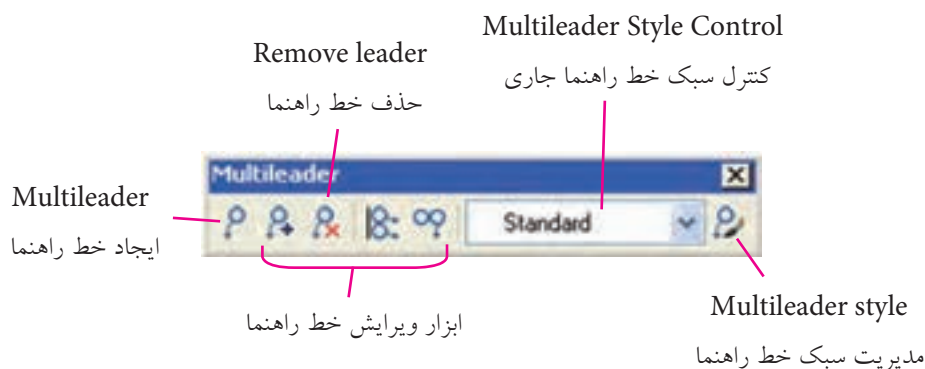 Multileader Style Control
کنترل سبک خط راهنما جاری
Remove leader
حذف خط راهنما
Multileader
Multileader
ایجاد خط راهنما
Standard
ابزار ویرایش خط راهنما
Multileader style
مدیریت سبک خط راهنما